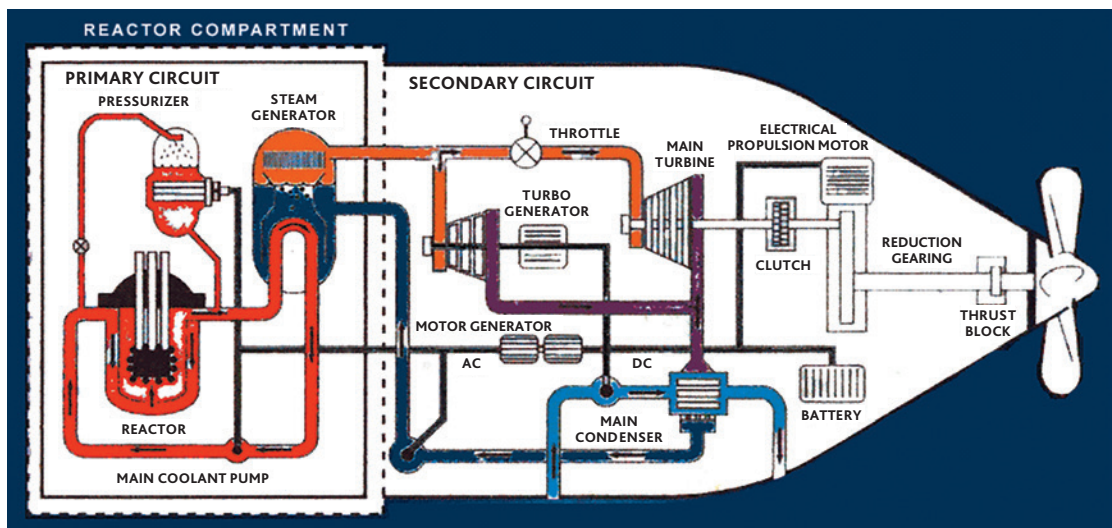 REACTOR COMPARTMENT
PRIMARY CIRCUIT
PRESSURIZER
STEAM
GENERATOR
SECONDARY CIRCUIT
THROTTLE
MAIN
TURBINE
ELECTRICAL
PROPULSION MOTOR
TURBO
GENERATOR
CLUTCH
REDUCTION
GEARING
THRUST
BLOCK
MOTOR GENERATOR
AC
DC
BATTERY
MAIN
CONDENSER
REACTOR
MAIN COOLANT PUMP